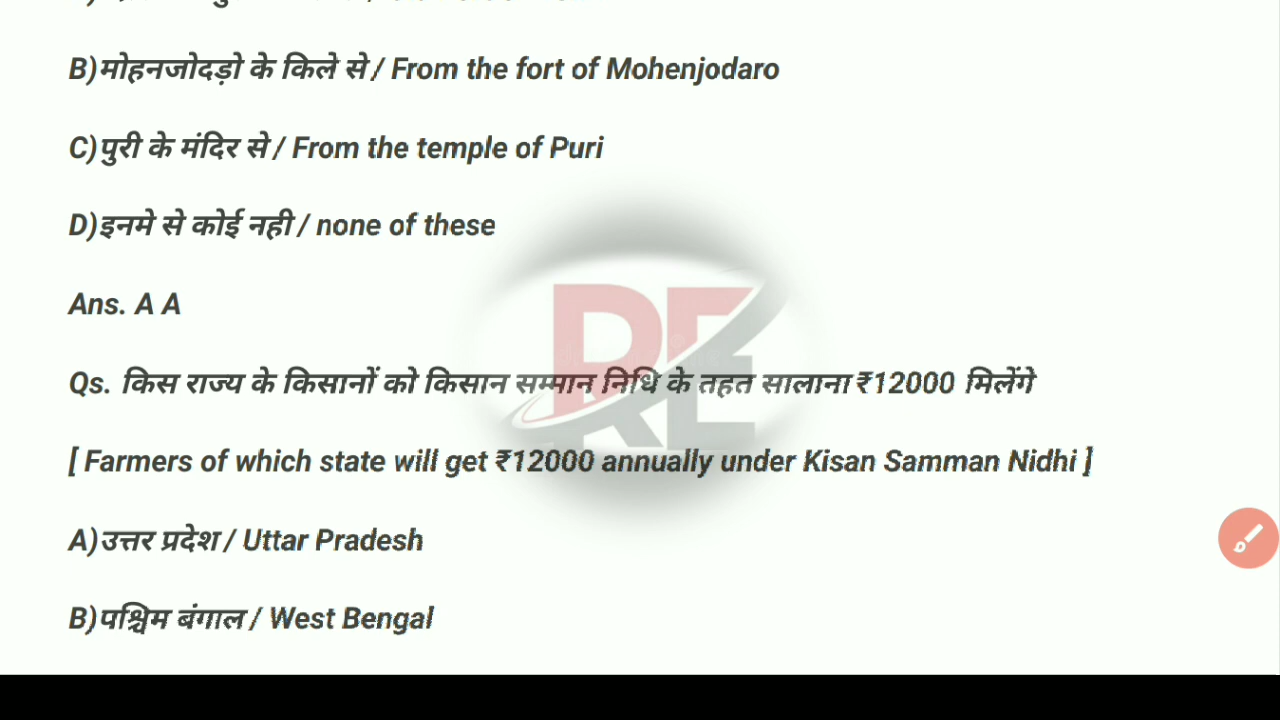 B)मोहनजोदड़ो के किले से/ From the fort of Mohenjodaro
C)पुरी के मंदिर से/ From the temple of Puri
D)इनमे से कोई नही/ none of these
Ans. A A
Qs. किस राज्य के किसानों को किसान सम्मान निधि के तहत सालाना ₹12000 मिलेंगे
[ Farmers of which state will get ₹12000 annually under Kisan Samman Nidhi ]
RE
RE
A)उत्तर प्रदेश/ Uttar Pradesh
B)पश्चिम बंगाल/ West Bengal